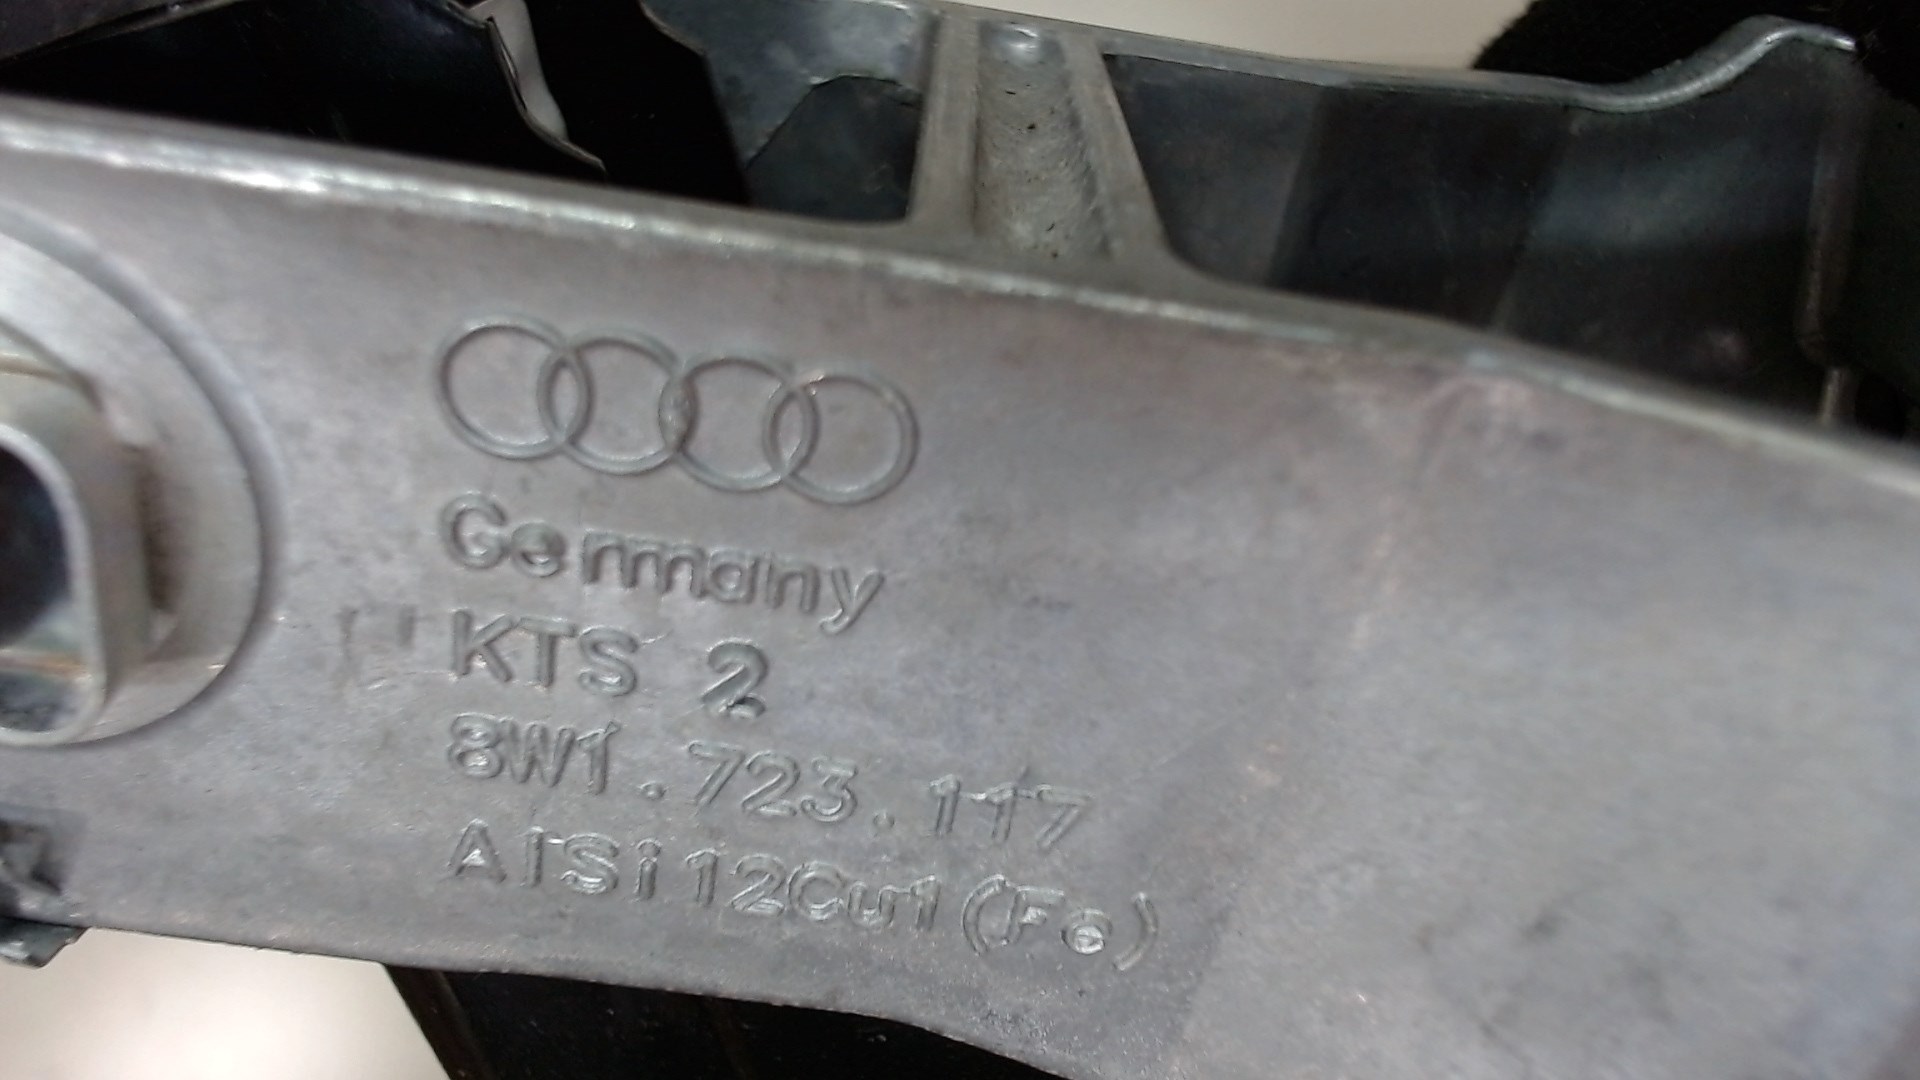 Germany
KTS 2
8W1.723.117
AlSi12Cu1(Fe)